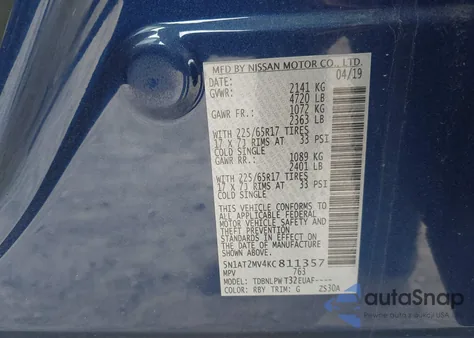 MFD BY NISSAN MOTOR CO., LTD.
DATE: 04/19
GVWR: 2141 KG
4720 LB
GAWR FR.: 1072 KG
2363 LB
WITH 225/65R17 TIRES
17 X 7J RIMS AT 33 PSI
COLD SINGLE
GAWR RR.: 1089 KG
2401 LB
WITH 225/65R17 TIRES
17 X 7J RIMS AT 33 PSI
COLD SINGLE
THIS VEHICLE CONFORMS TO
ALL APPLICABLE FEDERAL
MOTOR VEHICLE SAFETY
STANDARDS IN EFFECT ON
THE DATE OF MANUFACTURE
SHOWN ABOVE.
5N1AT2MV4KC811357
MPV 763
MODEL: TDBNLPW T32EUAF----
COLOR: RBY TRIM: G 2530A
autoSnap
Cars Market Analytics